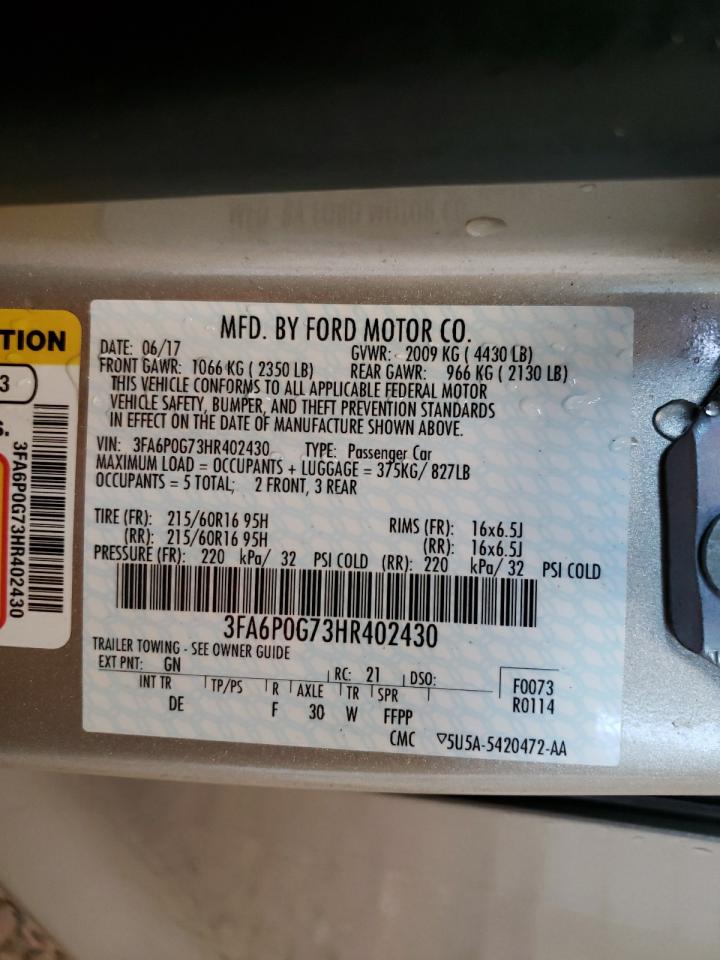 MFD. BY FORD MOTOR CO.
DATE: 06/17 GVWR: 2009 KG ( 4430 LB)
FRONT GAWR: 1066 KG ( 2350 LB) REAR GAWR: 966 KG ( 2130 LB)
THIS VEHICLE CONFORMS TO ALL APPLICABLE FEDERAL MOTOR
VEHICLE SAFETY, BUMPER, AND THEFT PREVENTION STANDARDS
IN EFFECT ON THE DATE OF MANUFACTURE SHOWN ABOVE.
VIN: 3FA6P0G73HR402430 TYPE: Passenger Car
MAXIMUM LOAD = OCCUPANTS + LUGGAGE = 375KG/ 827LB
OCCUPANTS = 5 TOTAL; 2 FRONT, 3 REAR
TIRE (FR): 215/60R16 95H RIMS (FR): 16x6.5J
(RR): 215/60R16 95H (RR): 16x6.5J
PRESSURE (FR): 220 kPa/ 32 PSI COLD (RR): 220 kPa/ 32 PSI COLD
3FA6P0G73HR402430
TRAILER TOWING - SEE OWNER GUIDE
EXT PNT: GN RC: 21 DSO:
INT TR TP/PS R AXLE TR SPR F0073
DE F 30 W FFPP R0114
CMC ▽5U5A-5420472-AA
TION
3
S.
3FA6P0G73HR402430